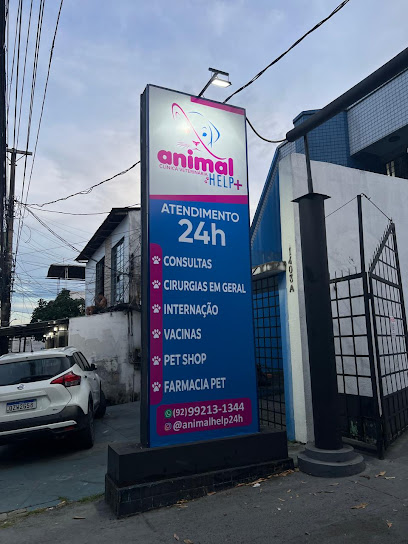 animal
CLÍNICA VETERINÁRIA
HELP+
ATENDIMENTO
24h
CONSULTAS
CIRURGIAS EM GERAL
INTERNAÇÃO
VACINAS
PET SHOP
FARMACIA PET
(92)99213-1344
@animalhelp24h